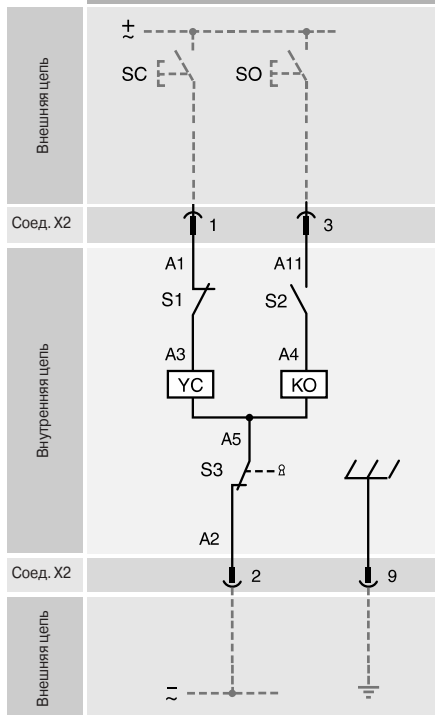 Внешняя цепь
+
~
SC
SO
Соед. X2
1
3
Внутренняя цепь
A1
A11
S1
S2
A3
A4
YC
KO
A5
S3
A2
Соед. X2
2
9
Внешняя цепь
–
~